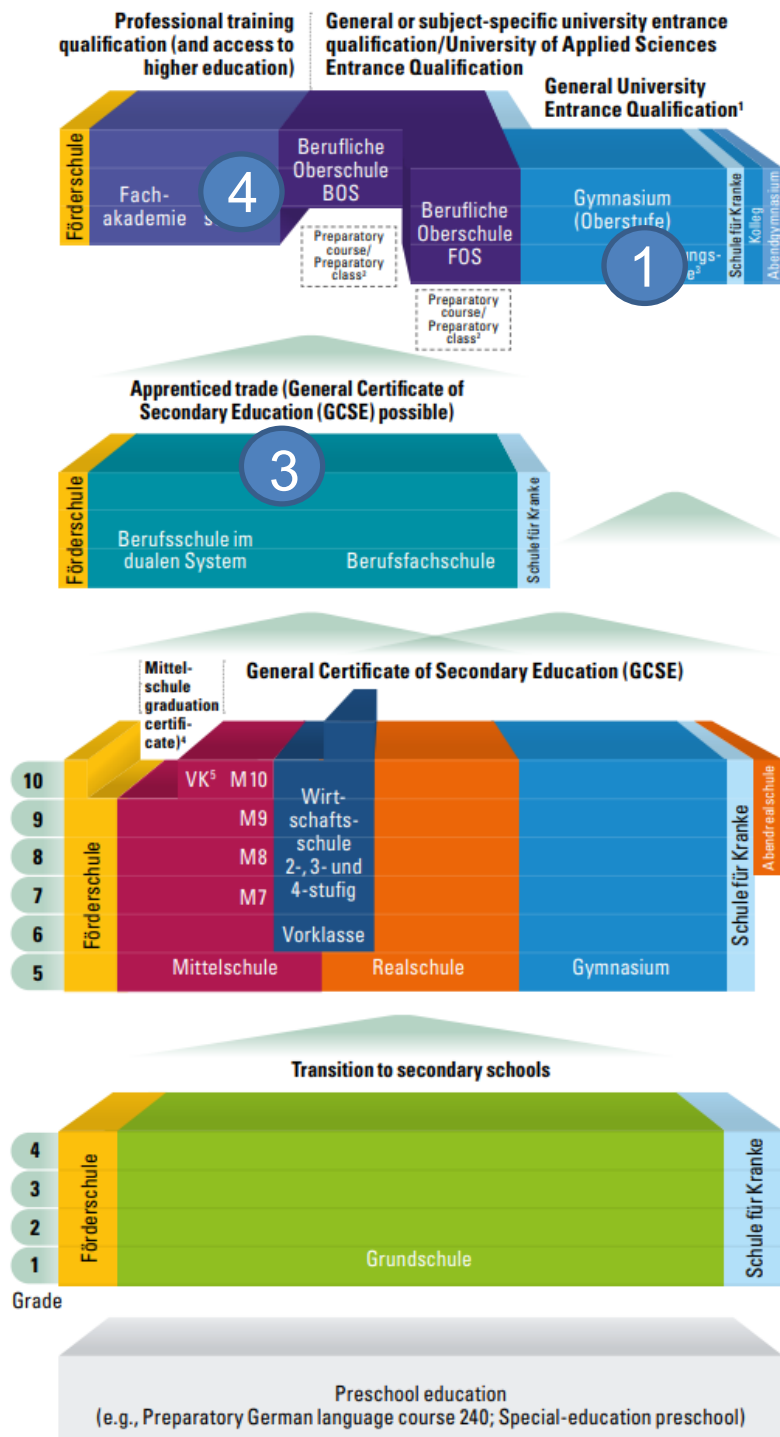 Professional training
qualification (and access to
higher education)
General or subject-specific university entrance
qualification/University of Applied Sciences
Entrance Qualification
General University
Entrance Qualification¹
Förderschule
Fach-
akademie
4
Berufliche
Oberschule
BOS
Preparatory
course/
Preparatory
class²
Berufliche
Oberschule
FOS
Preparatory
course/
Preparatory
class²
Gymnasium
(Oberstufe)
1
Schule für Kranke
Kolleg
Abendgymnasium
Apprenticed trade (General Certificate of
Secondary Education (GCSE) possible)
3
Förderschule
Berufsschule im
dualen System
Berufsfachschule
Schule für Kranke
Mittel-
schule
graduation
certifi-
cate)⁴
General Certificate of Secondary Education (GCSE)
10
9
8
7
6
5
Förderschule
VK⁵ M10
M9
M8
M7
Mittelschule
Wirt-
schafts-
schule
2-, 3- und
4-stufig
Vorklasse
Realschule
Gymnasium
Schule für Kranke
Abendrealschule
Transition to secondary schools
4
3
2
1
Grade
Förderschule
Grundschule
Schule für Kranke
Preschool education
(e.g., Preparatory German language course 240; Special-education preschool)